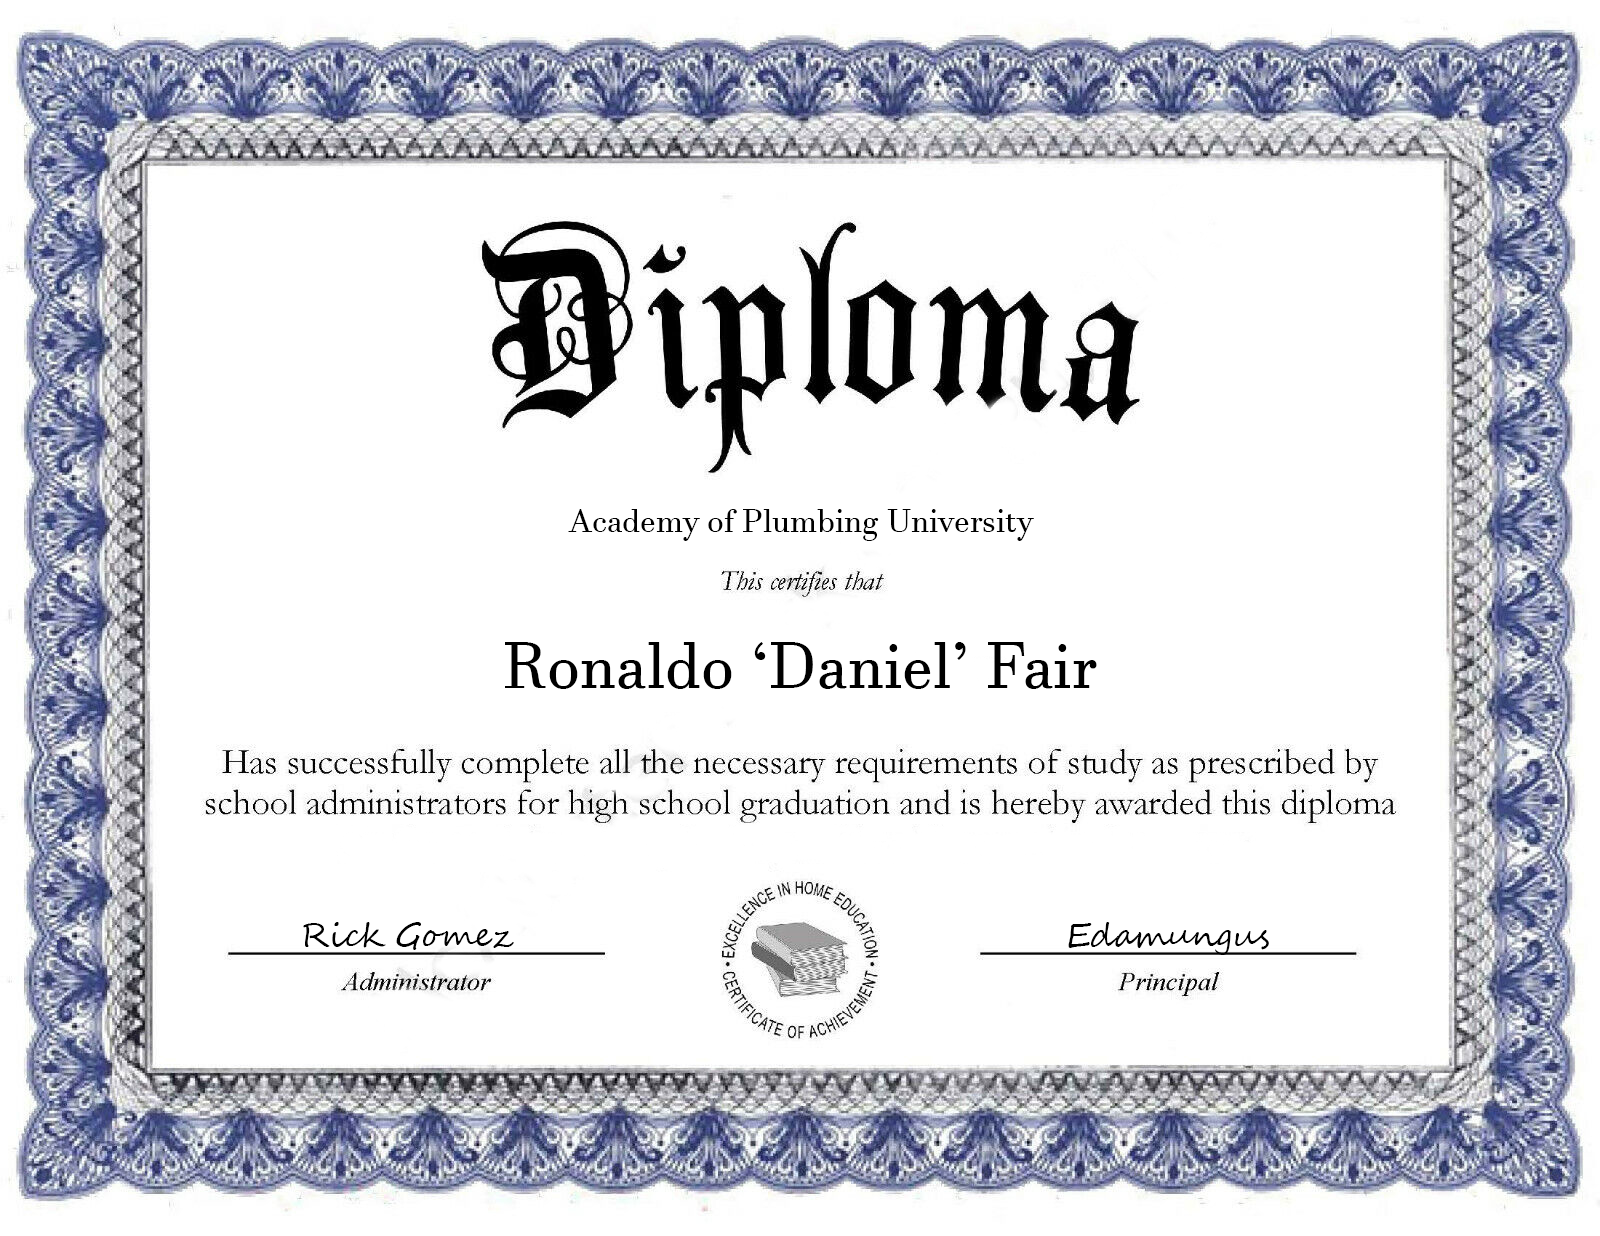 Diploma
Academy of Plumbing University
This certifies that
Ronaldo ‘Daniel’ Fair
Has successfully complete all the necessary requirements of study as prescribed by
school administrators for high school graduation and is hereby awarded this diploma
Rick Gomez
Administrator
EXCELLENCE IN HOME EDUCATION
• CERTIFICATE OF ACHIEVEMENT •
Edamungus
Principal